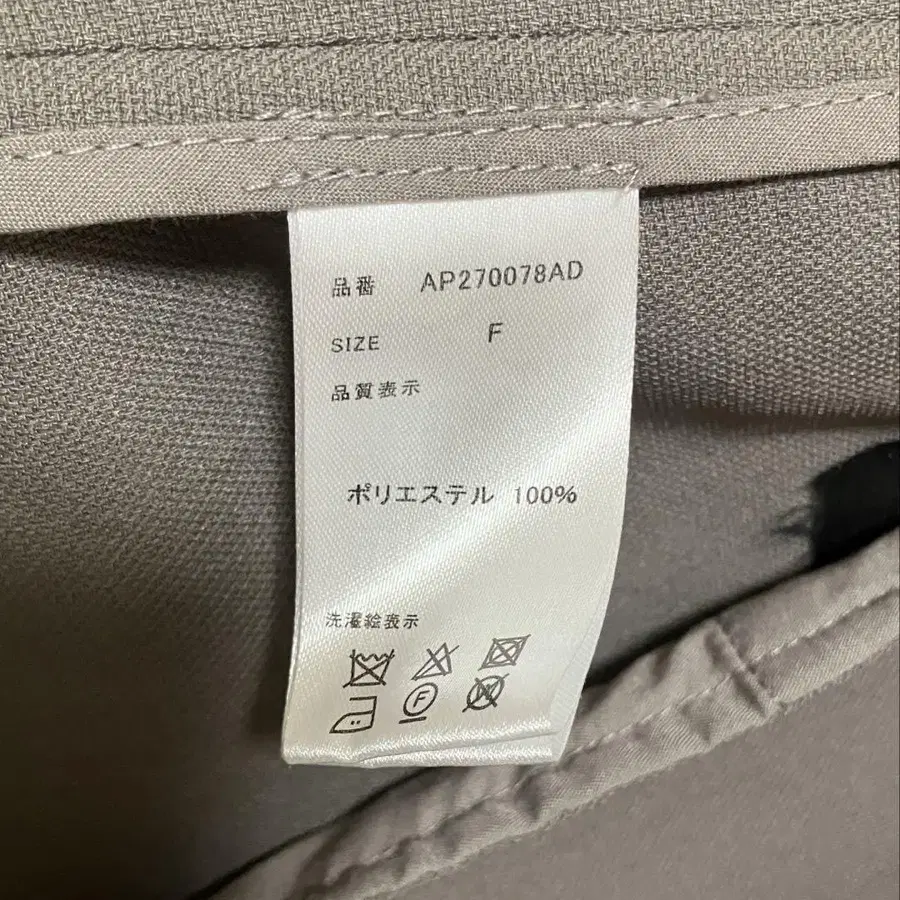 品番 AP270078AD
SIZE F
品質表示
ポリエステル 100%
洗濯絵表示
F
W